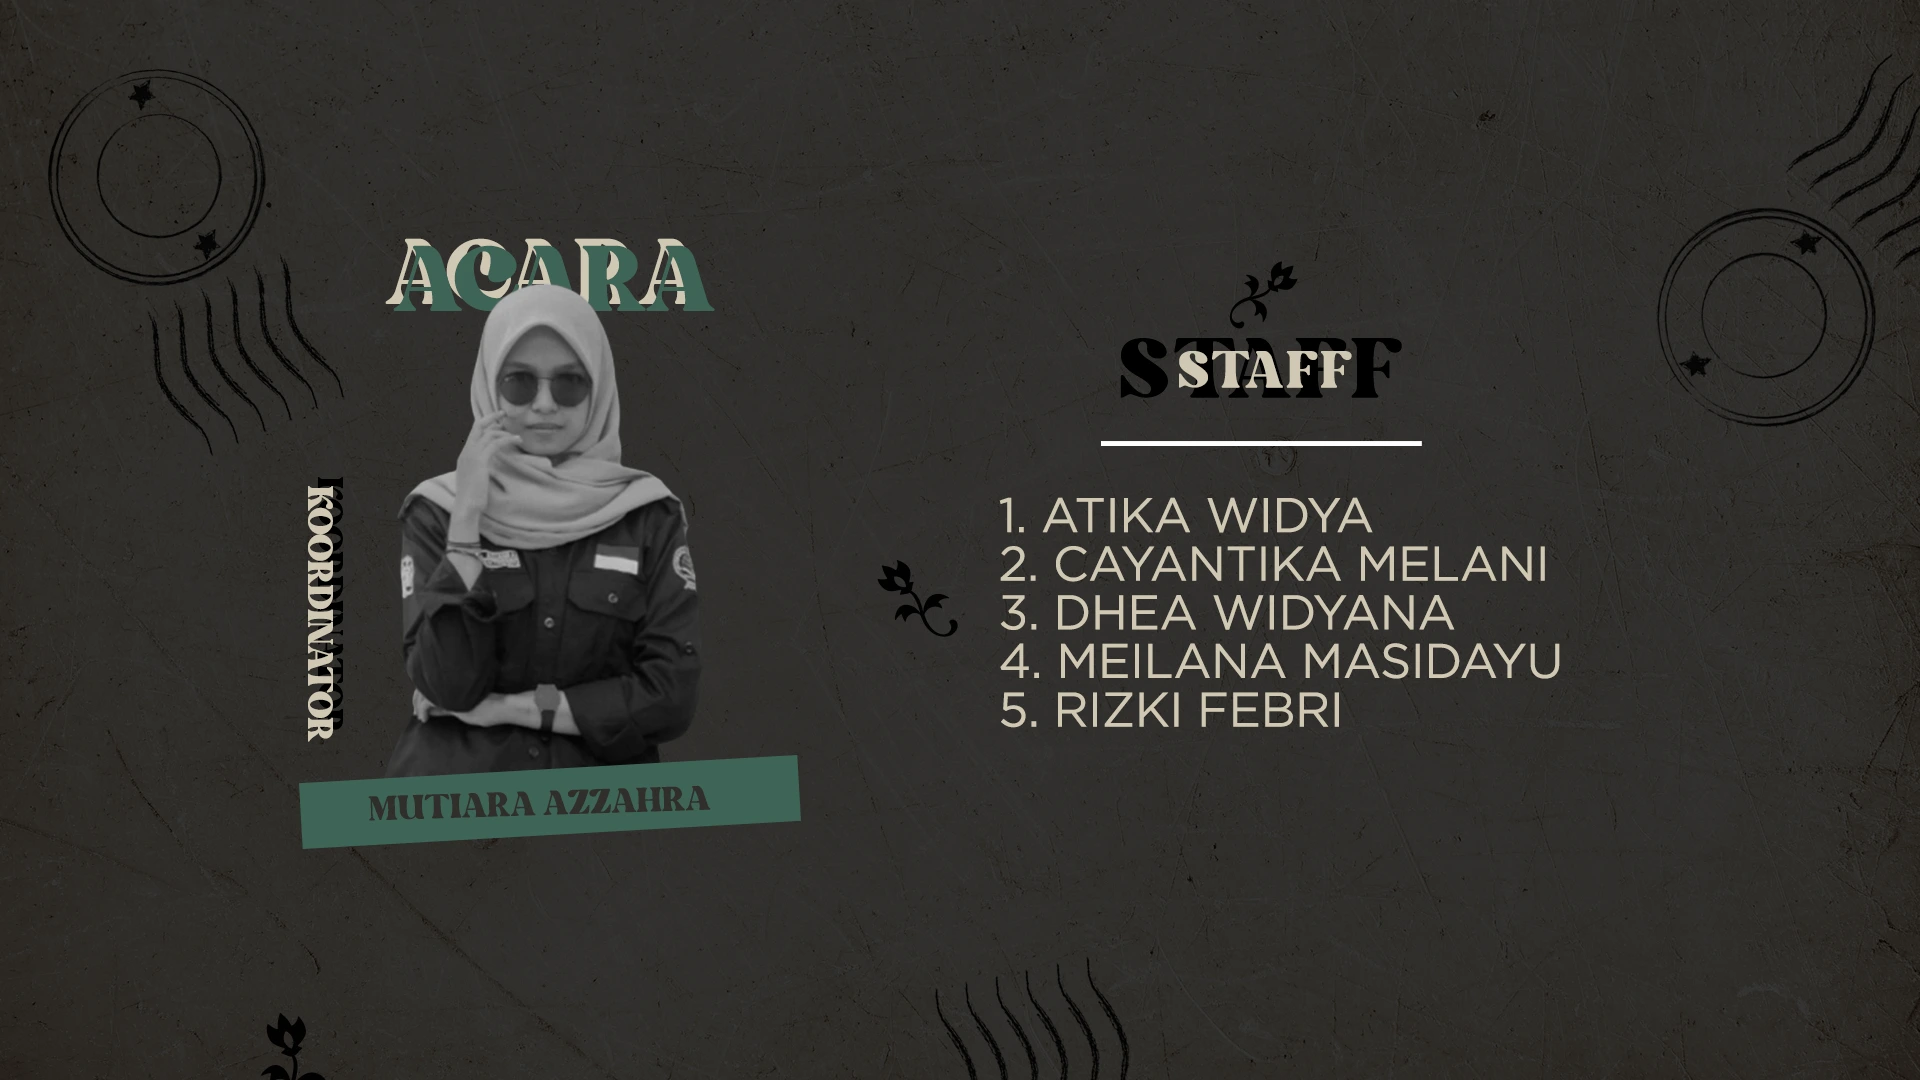 ACARA
KOORDINATOR
MUTIARA AZZAHRA
STAFF
1. ATIKA WIDYA
2. CAYANTIKA MELANI
3. DHEA WIDYANA
4. MEILANA MASIDAYU
5. RIZKI FEBRI